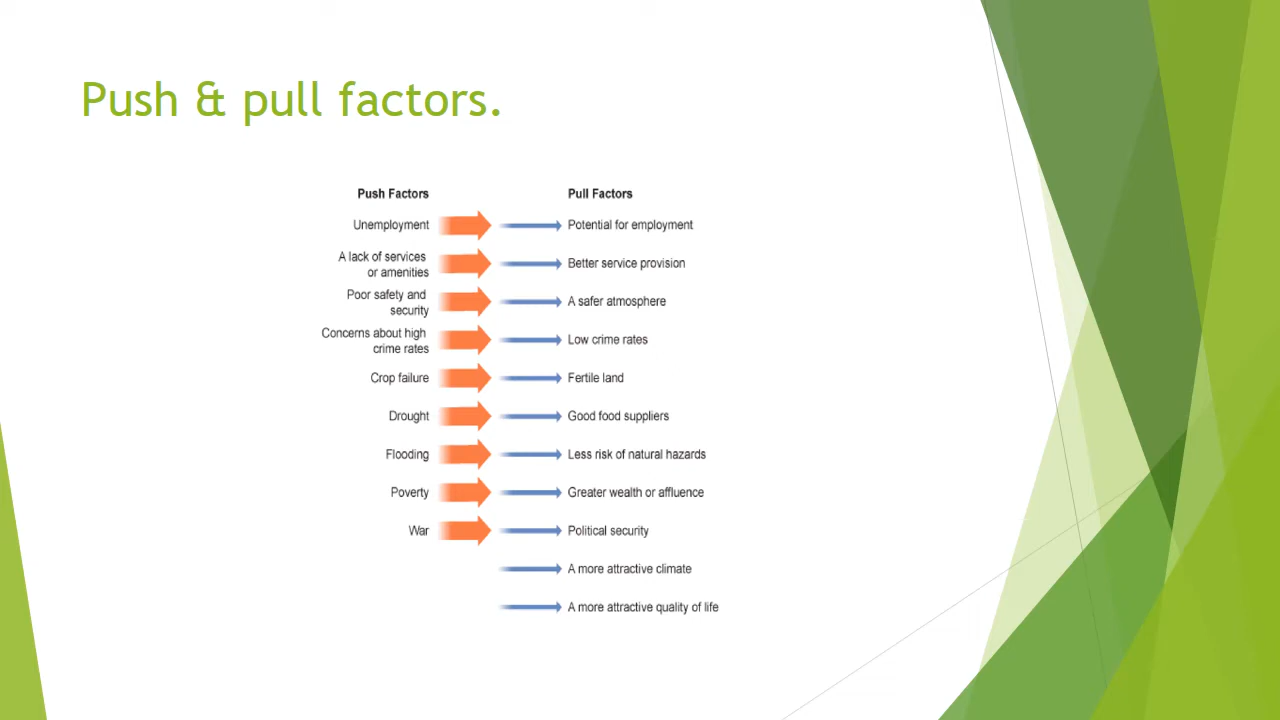 Push & pull factors.
Push Factors
Pull Factors
Unemployment
Potential for employment
A lack of services
or amenities
Better service provision
Poor safety and
security
A safer atmosphere
Concerns about high
crime rates
Low crime rates
Crop failure
Fertile land
Drought
Good food suppliers
Flooding
Less risk of natural hazards
Poverty
Greater wealth or affluence
War
Political security
A more attractive climate
A more attractive quality of life